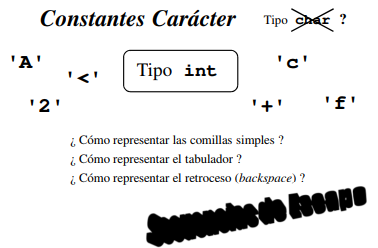 Constantes Carácter
Tipo char ?
'A'
'<'
Tipo int
'c'
'2'
'+'
'f'
¿ Cómo representar las comillas simples ?
¿ Cómo representar el tabulador ?
¿ Cómo representar el retroceso (backspace) ?
Secuencias de Escape